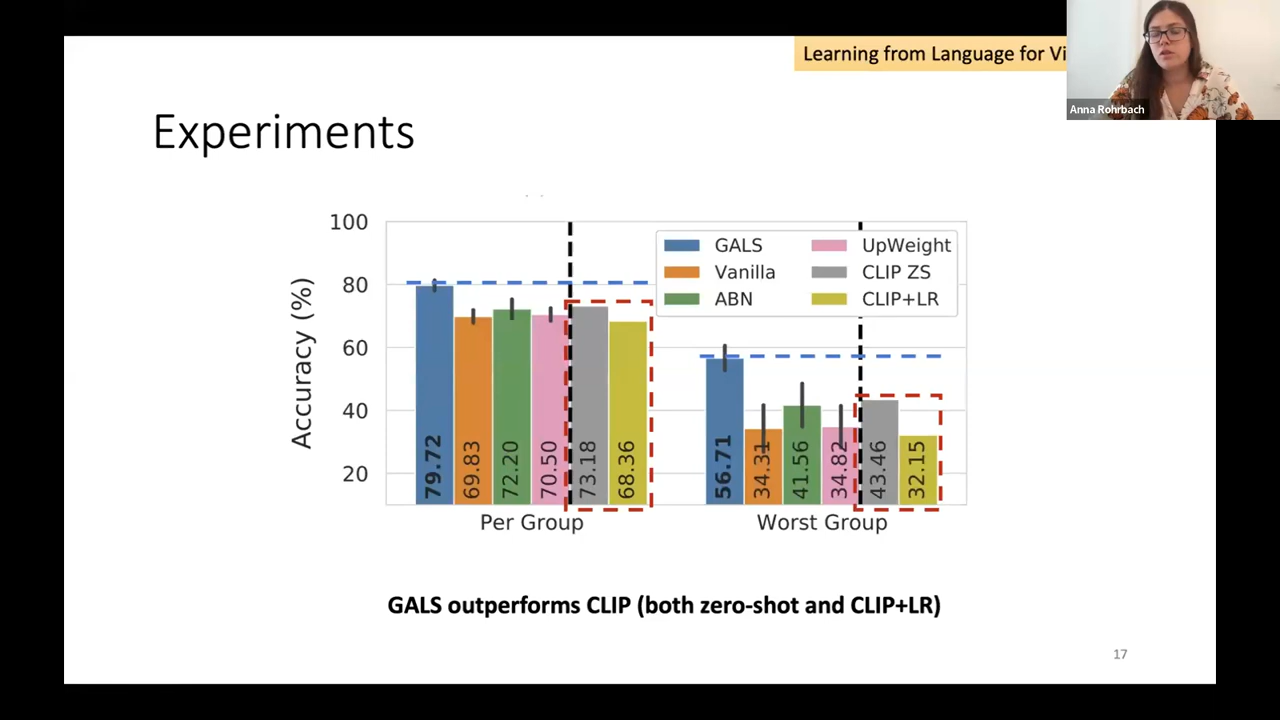 Learning from Language for Vi
Anna Rohrbach
Experiments
100
80
60
40
20
Accuracy (%)
GALS
Vanilla
ABN
UpWeight
CLIP ZS
CLIP+LR
79.72
69.83
72.20
70.50
73.18
68.36
56.71
34.31
41.56
34.82
43.46
32.15
Per Group
Worst Group
GALS outperforms CLIP (both zero-shot and CLIP+LR)
17